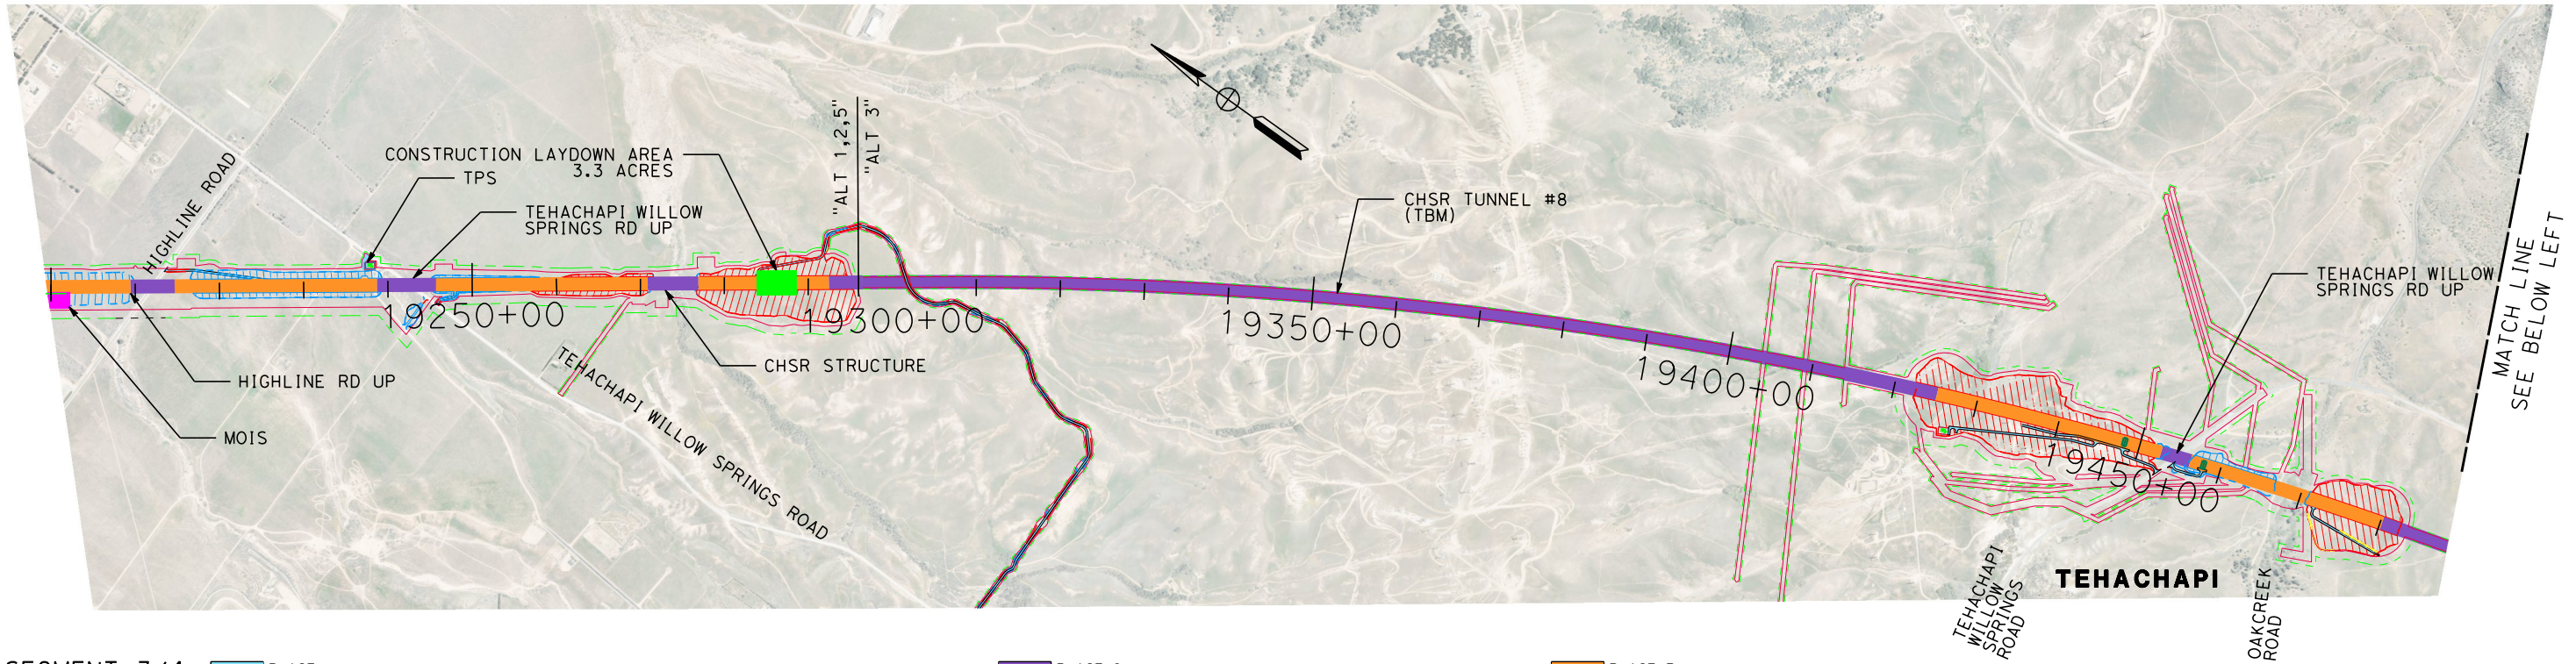 HIGHLINE ROAD
CONSTRUCTION LAYDOWN AREA
3.3 ACRES
TPS
TEHACHAPI WILLOW
SPRINGS RD UP
"ALT 1,2,5"
"ALT 3"
CHSR TUNNEL #8
(TBM)
TEHACHAPI WILLOW
SPRINGS RD UP
MATCH LINE
SEE BELOW LEFT
19250+00
19300+00
19350+00
19400+00
19450+00
HIGHLINE RD UP
MOIS
CHSR STRUCTURE
TEHACHAPI WILLOW SPRINGS ROAD
TEHACHAPI
WILLOW
SPRINGS
ROAD
TEHACHAPI
OAKCREEK
ROAD